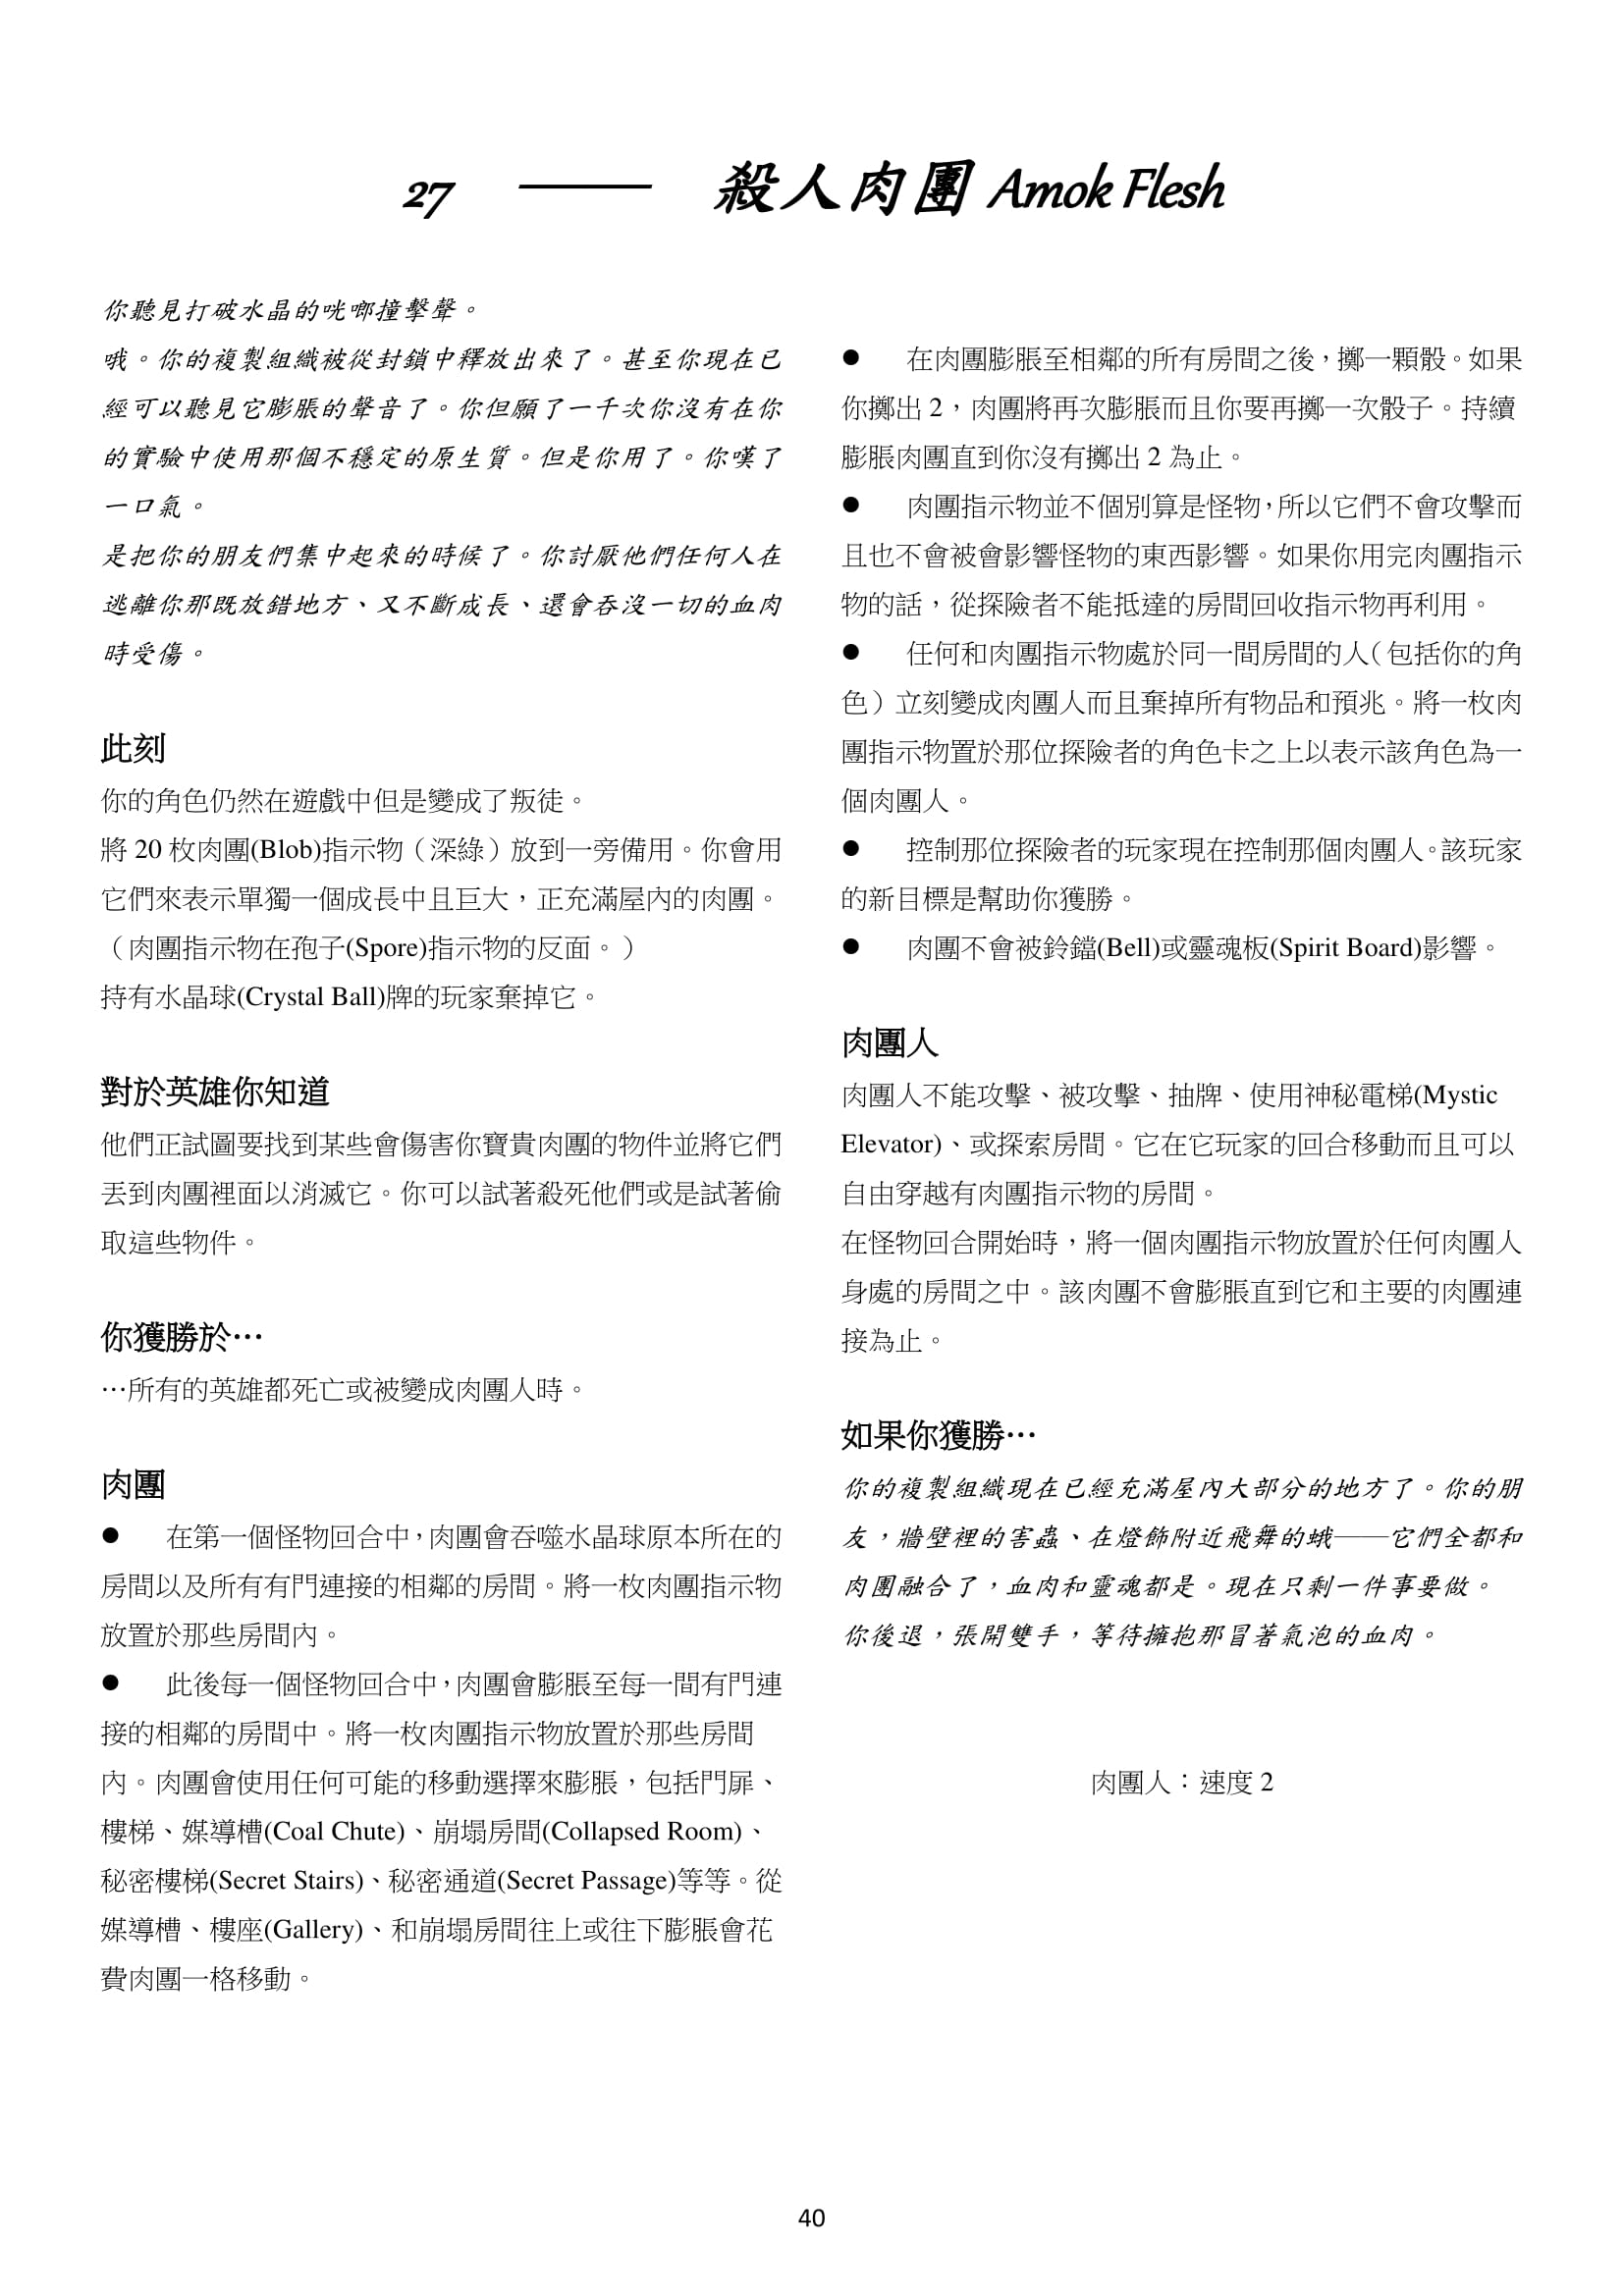 27 —— 殺人肉團 Amok Flesh
你聽見打破水晶的咣啷撞擊聲。
哦。你的複製組織被從封鎖中釋放出來了。甚至你現在已
經可以聽見它膨脹的聲音了。你但願了一千次你沒有在你
的實驗中使用那個不穩定的原生質。但是你用了。你嘆了
一口氣。
是把你的朋友們集中起來的時候了。你討厭他們任何人在
逃離你那既放錯地方、又不斷成長、還會吞沒一切的血肉
時受傷。
此刻
你的角色仍然在遊戲中但是變成了叛徒。
將 20 枚肉團(Blob)指示物（深綠）放到一旁備用。你會用
它們來表示單獨一個成長中且巨大，正充滿屋內的肉團。
（肉團指示物在孢子(Spore)指示物的反面。）
持有水晶球(Crystal Ball)牌的玩家棄掉它。
對於英雄你知道
他們正試圖要找到某些會傷害你寶貴肉團的物件並將它們
丟到肉團裡面以消滅它。你可以試著殺死他們或是試著偷
取這些物件。
你獲勝於…
…所有的英雄都死亡或被變成肉團人時。
肉團
● 在第一個怪物回合中，肉團會吞噬水晶球原本所在的
房間以及所有有門連接的相鄰的房間。將一枚肉團指示物
放置於那些房間內。
● 此後每一個怪物回合中，肉團會膨脹至每一間有門連
接的相鄰的房間中。將一枚肉團指示物放置於那些房間
內。肉團會使用任何可能的移動選擇來膨脹，包括門扉、
樓梯、媒導槽(Coal Chute)、崩塌房間(Collapsed Room)、
秘密樓梯(Secret Stairs)、秘密通道(Secret Passage)等等。從
媒導槽、樓座(Gallery)、和崩塌房間往上或往下膨脹會花
費肉團一格移動。
● 在肉團膨脹至相鄰的所有房間之後，擲一顆骰。如果
你擲出 2，肉團將再次膨脹而且你要再擲一次骰子。持續
膨脹肉團直到你沒有擲出 2 為止。
● 肉團指示物並不個別算是怪物，所以它們不會攻擊而
且也不會被會影響怪物的東西影響。如果你用完肉團指示
物的話，從探險者不能抵達的房間回收指示物再利用。
● 任何和肉團指示物處於同一間房間的人（包括你的角
色）立刻變成肉團人而且棄掉所有物品和預兆。將一枚肉
團指示物置於那位探險者的角色卡之上以表示該角色為一
個肉團人。
● 控制那位探險者的玩家現在控制那個肉團人。該玩家
的新目標是幫助你獲勝。
● 肉團不會被鈴鐺(Bell)或靈魂板(Spirit Board)影響。
肉團人
肉團人不能攻擊、被攻擊、抽牌、使用神秘電梯(Mystic
Elevator)、或探索房間。它在它玩家的回合移動而且可以
自由穿越有肉團指示物的房間。
在怪物回合開始時，將一個肉團指示物放置於任何肉團人
身處的房間之中。該肉團不會膨脹直到它和主要的肉團連
接為止。
如果你獲勝…
你的複製組織現在已經充滿屋內大部分的地方了。你的朋
友，牆壁裡的害蟲、在燈飾附近飛舞的蛾——它們全都和
肉團融合了，血肉和靈魂都是。現在只剩一件事要做。
你後退，張開雙手，等待擁抱那冒著氣泡的血肉。
肉團人：速度 2
40